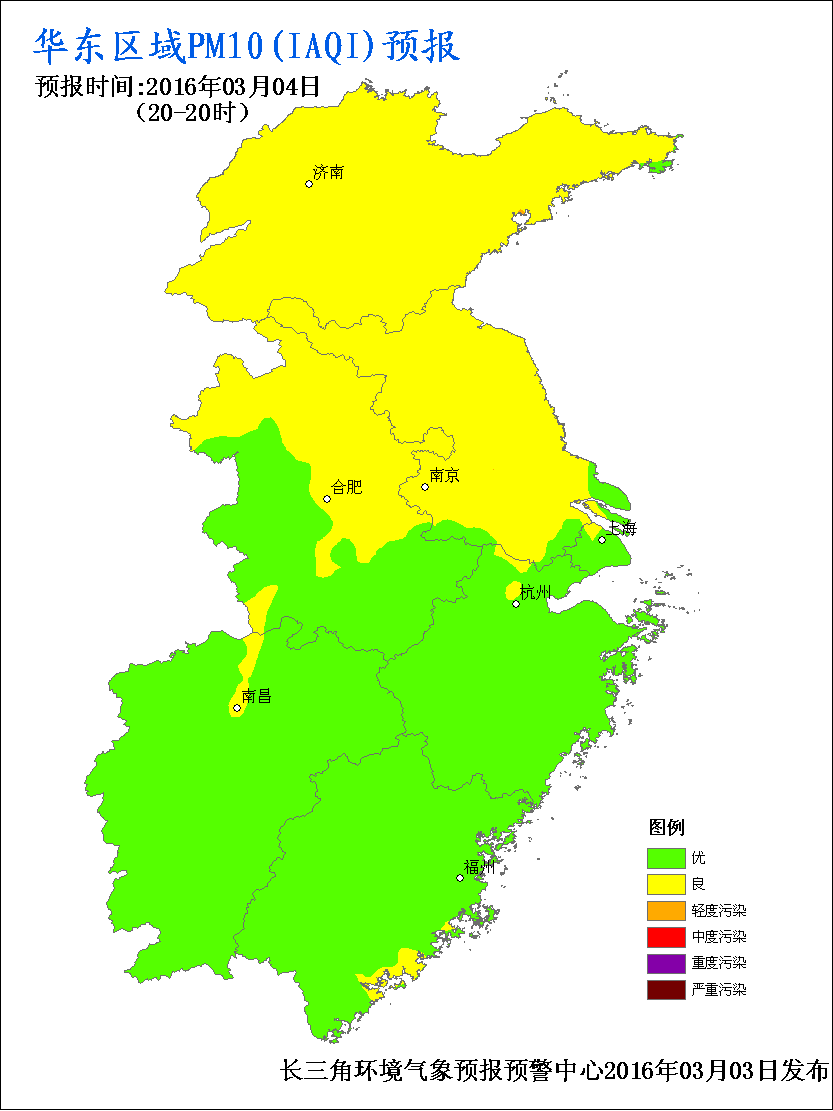 华东区域PM10(IAQI)预报
预报时间:2016年03月04日
（20-20时）
济南
南京
合肥
上海
杭州
南昌
福州
图例
优
良
轻度污染
中度污染
重度污染
严重污染
长三角环境气象预报预警中心2016年03月03日发布